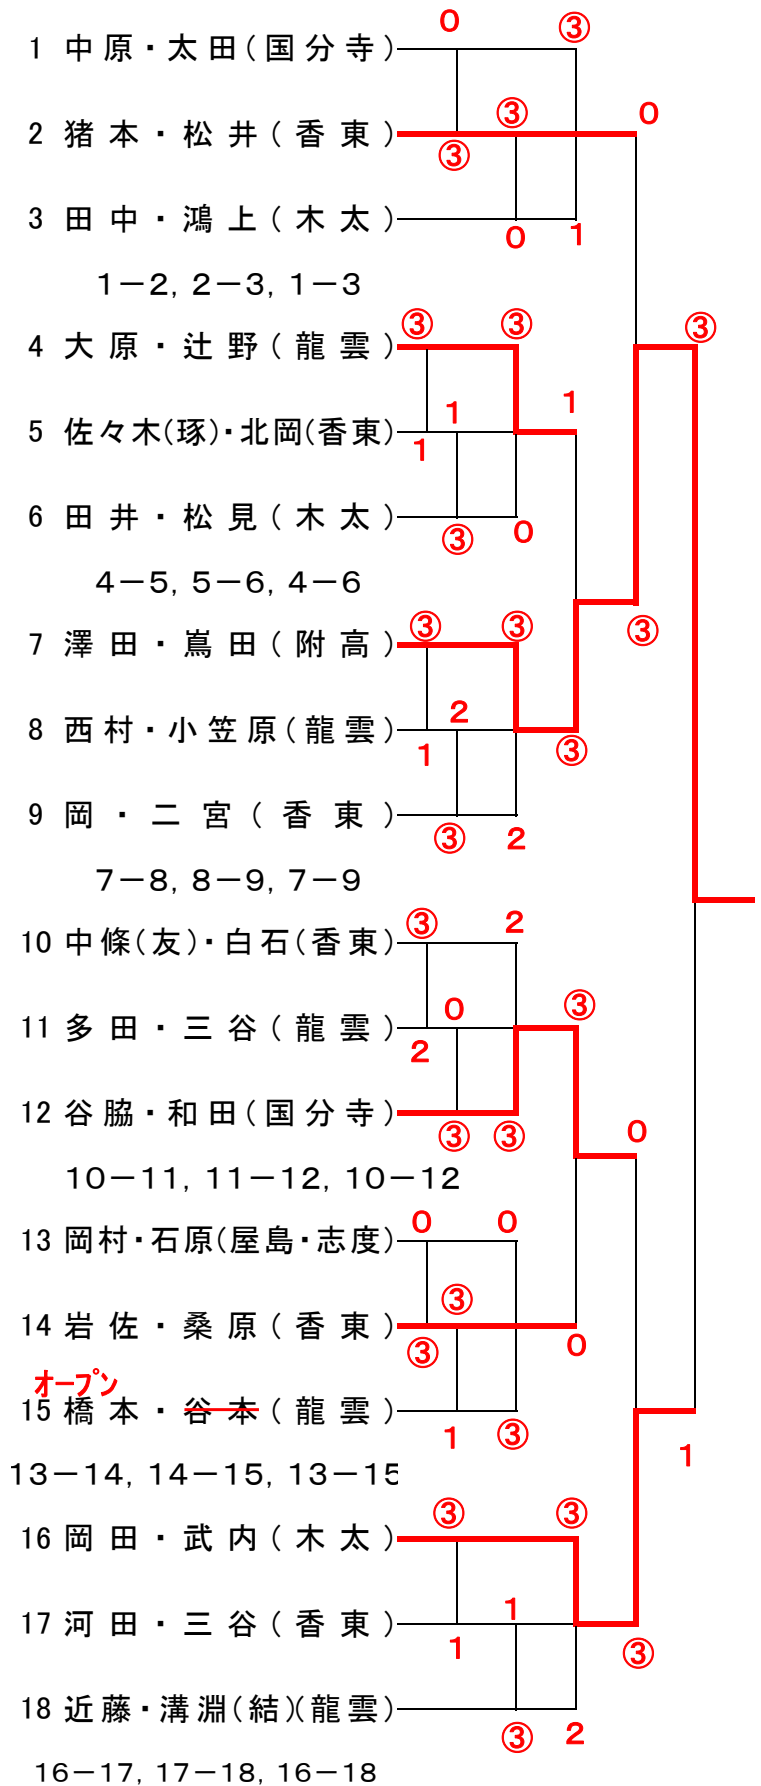 0 ③
1 中原・太田(国分寺)
③ 0
2 猪本・松井(香東)
③
3 田中・鴻上(木太)
0 1
1－2, 2－3, 1－3
③ ③ ③
4 大原・辻野(龍雲)
1 1
5 佐々木(琢)・北岡(香東)
1
6 田井・松見(木太)
③ 0
4－5, 5－6, 4－6
③ ③ ③
7 澤田・嶌田(附高)
2
8 西村・小笠原(龍雲)
1 ③
9 岡・二宮(香東)
③ 2
7－8, 8－9, 7－9
③ 2
10 中條(友)・白石(香東)
0 ③
11 多田・三谷(龍雲)
2
12 谷脇・和田(国分寺)
③ ③ 0
10－11, 11－12, 10－12
0 0
13 岡村・石原(屋島・志度)
③
14 岩佐・桑原(香東)
③ 0
オープン
15 橋本・谷本(龍雲)
1 ③ 1
13－14, 14－15, 13－15
③ ③
16 岡田・武内(木太)
1
17 河田・三谷(香東)
1 ③
18 近藤・溝淵(結)(龍雲)
③ 2
16－17, 17－18, 16－18